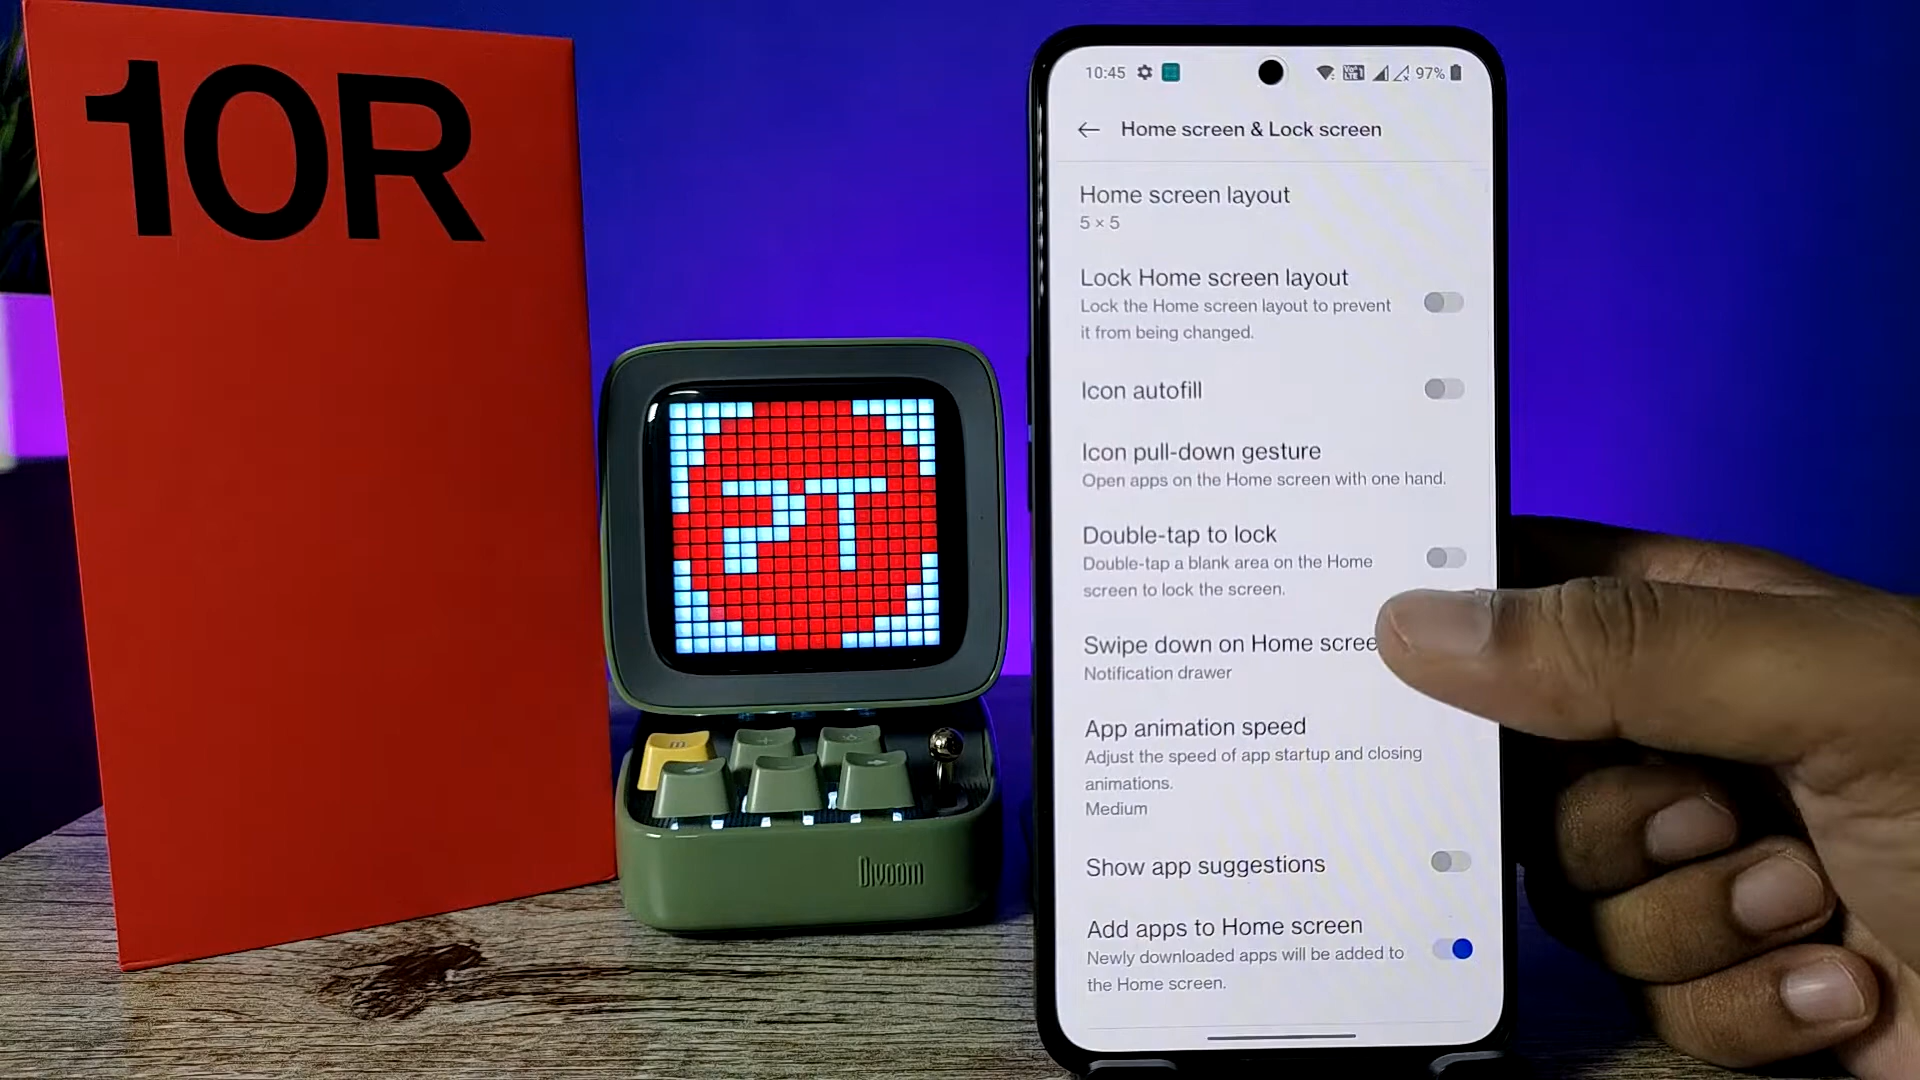 10R
PT
Divoom
10:45
97%
Home screen & Lock screen
Home screen layout
5 × 5
Lock Home screen layout
Lock the Home screen layout to prevent
it from being changed.
Icon autofill
Icon pull-down gesture
Open apps on the Home screen with one hand.
Double-tap to lock
Double-tap a blank area on the Home
screen to lock the screen.
Swipe down on Home scree
Notification drawer
App animation speed
Adjust the speed of app startup and closing
animations.
Medium
Show app suggestions
Add apps to Home screen
Newly downloaded apps will be added to
the Home screen.